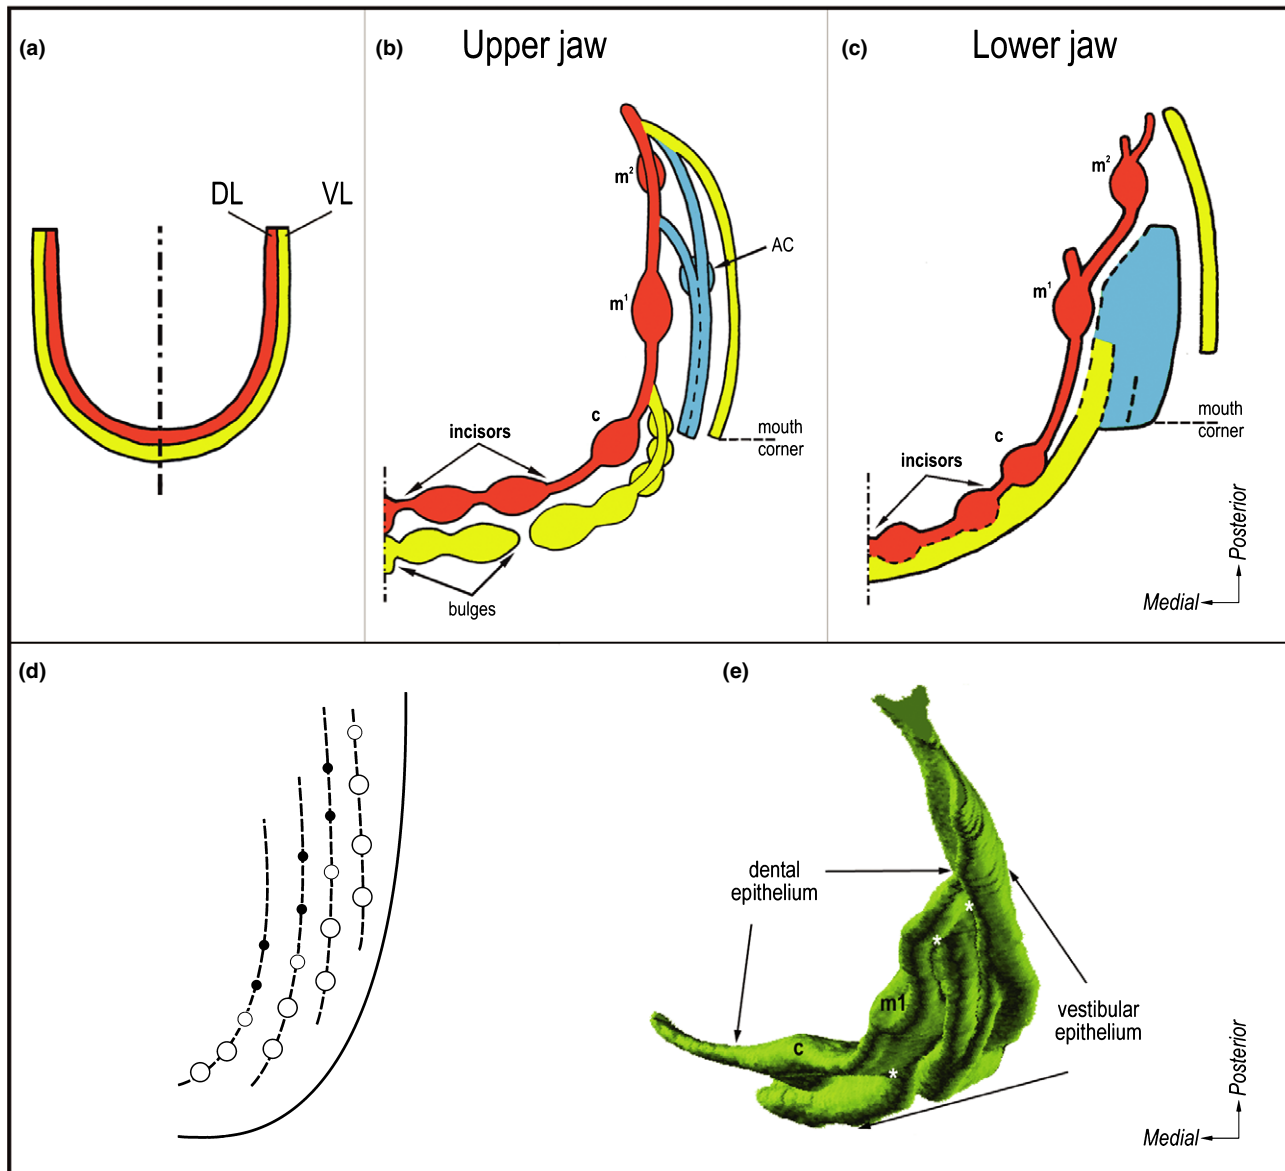 (a)
DL VL
(b)
Upper jaw
m²
AC
m¹
c
incisors
mouth
corner
bulges
(c)
Lower jaw
m²
m¹
c
incisors
mouth
corner
Posterior
Medial
(d)
(e)
dental
epithelium
*
*
m1
vestibular
epithelium
c
*
Posterior
Medial